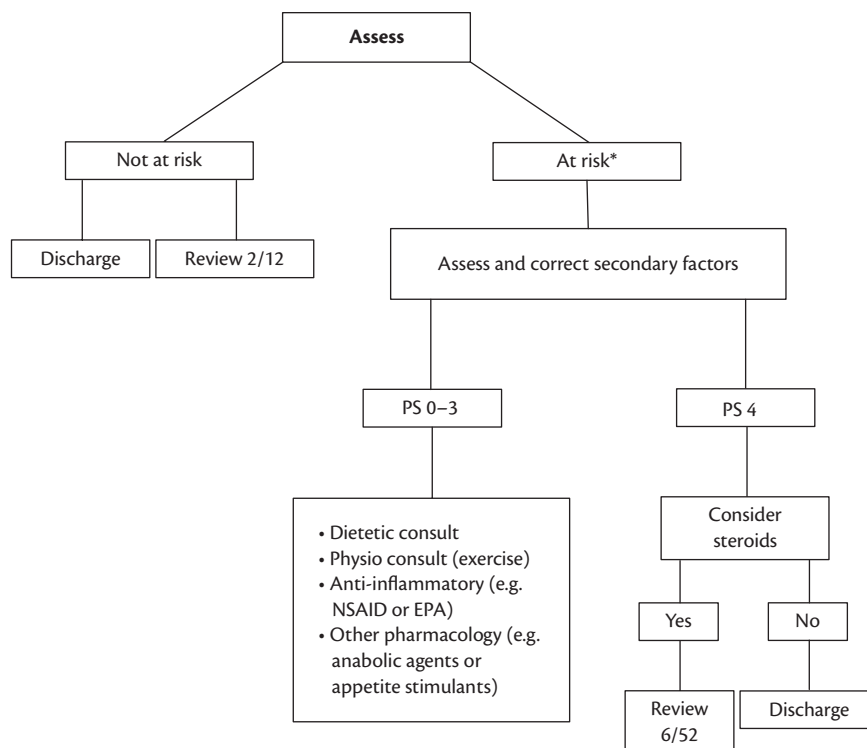 Assess
Not at risk
At risk*
Discharge
Review 2/12
Assess and correct secondary factors
PS 0–3
PS 4
• Dietetic consult
• Physio consult (exercise)
• Anti-inflammatory (e.g.
NSAID or EPA)
• Other pharmacology (e.g.
anabolic agents or
appetite stimulants)
Consider
steroids
Yes
No
Review
6/52
Discharge